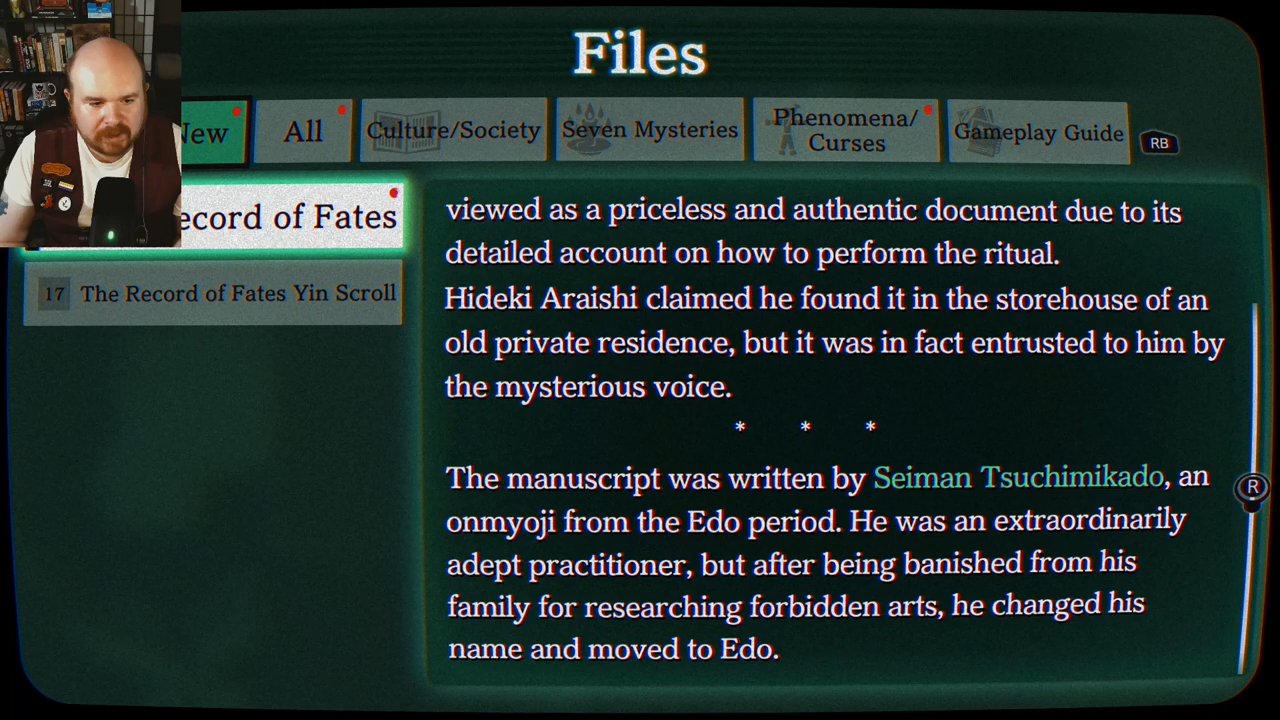 Files
New
All
Culture/Society
Seven Mysteries
Phenomena/
Curses
Gameplay Guide
RB
ecord of Fates
17 The Record of Fates Yin Scroll
viewed as a priceless and authentic document due to its
detailed account on how to perform the ritual.
Hideki Araishi claimed he found it in the storehouse of an
old private residence, but it was in fact entrusted to him by
the mysterious voice.
* * *
The manuscript was written by Seiman Tsuchimikado, an
onmyoji from the Edo period. He was an extraordinarily
adept practitioner, but after being banished from his
family for researching forbidden arts, he changed his
name and moved to Edo.
R